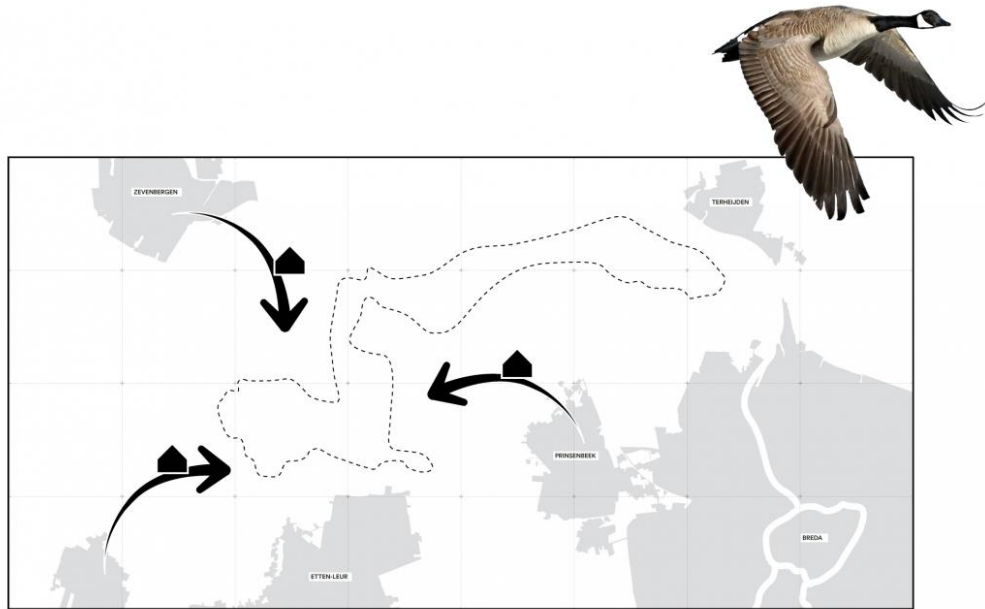 ZEVENBERGEN
TERHEIJDEN
PRINSENBEEK
BREDA
ETTEN-LEUR